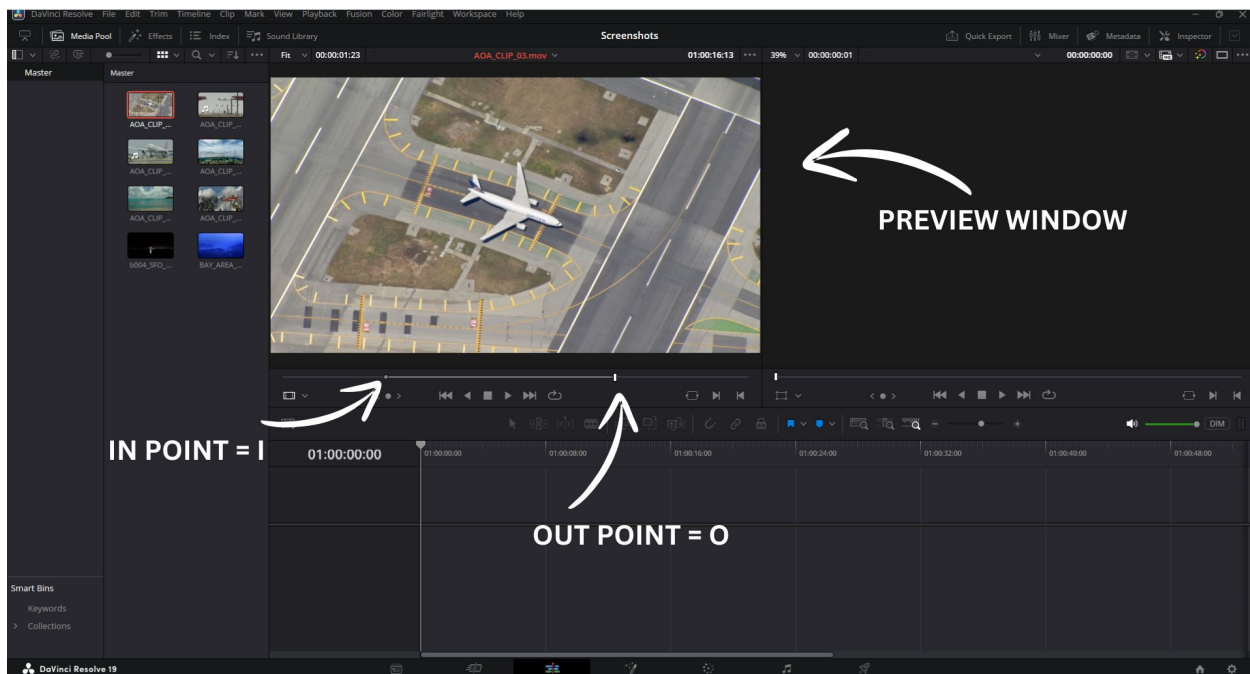 DaVinci Resolve File Edit Trim Timeline Clip Mark View Playback Fusion Color Fairlight Workspace Help
Media Pool Effects Index Sound Library Screenshots Quick Export Mixer Metadata Inspector
Fit 00:00:01:23 AOA_CLIP_03.mov 01:00:16:13 39% 00:00:00:01 00:00:00:00
Master Master
AOA_CLIP_... AOA_CLIP_...
AOA_CLIP_... AOA_CLIP_...
AOA_CLIP_... AOA_CLIP_...
b004_SFO_... BAY_AREA_...
PREVIEW WINDOW
DIM
IN POINT = I
01:00:00:00 01:00:00:00 01:00:08:00 01:00:16:00 01:00:24:00 01:00:32:00 01:00:40:00 01:00:48:00
OUT POINT = O
Smart Bins
Keywords
Collections
DaVinci Resolve 19